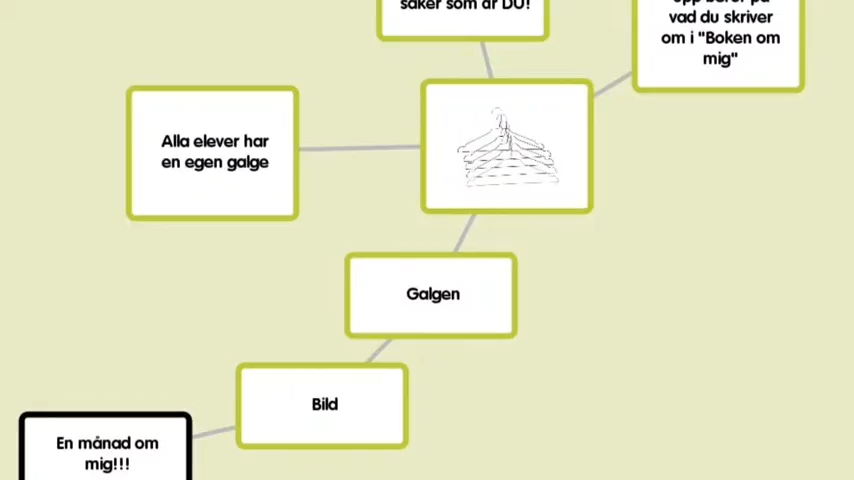 saker som är DU!
vad du skriver
om i "Boken om
mig"
Alla elever har
en egen galge
Galgen
Bild
En månad om
mig!!!